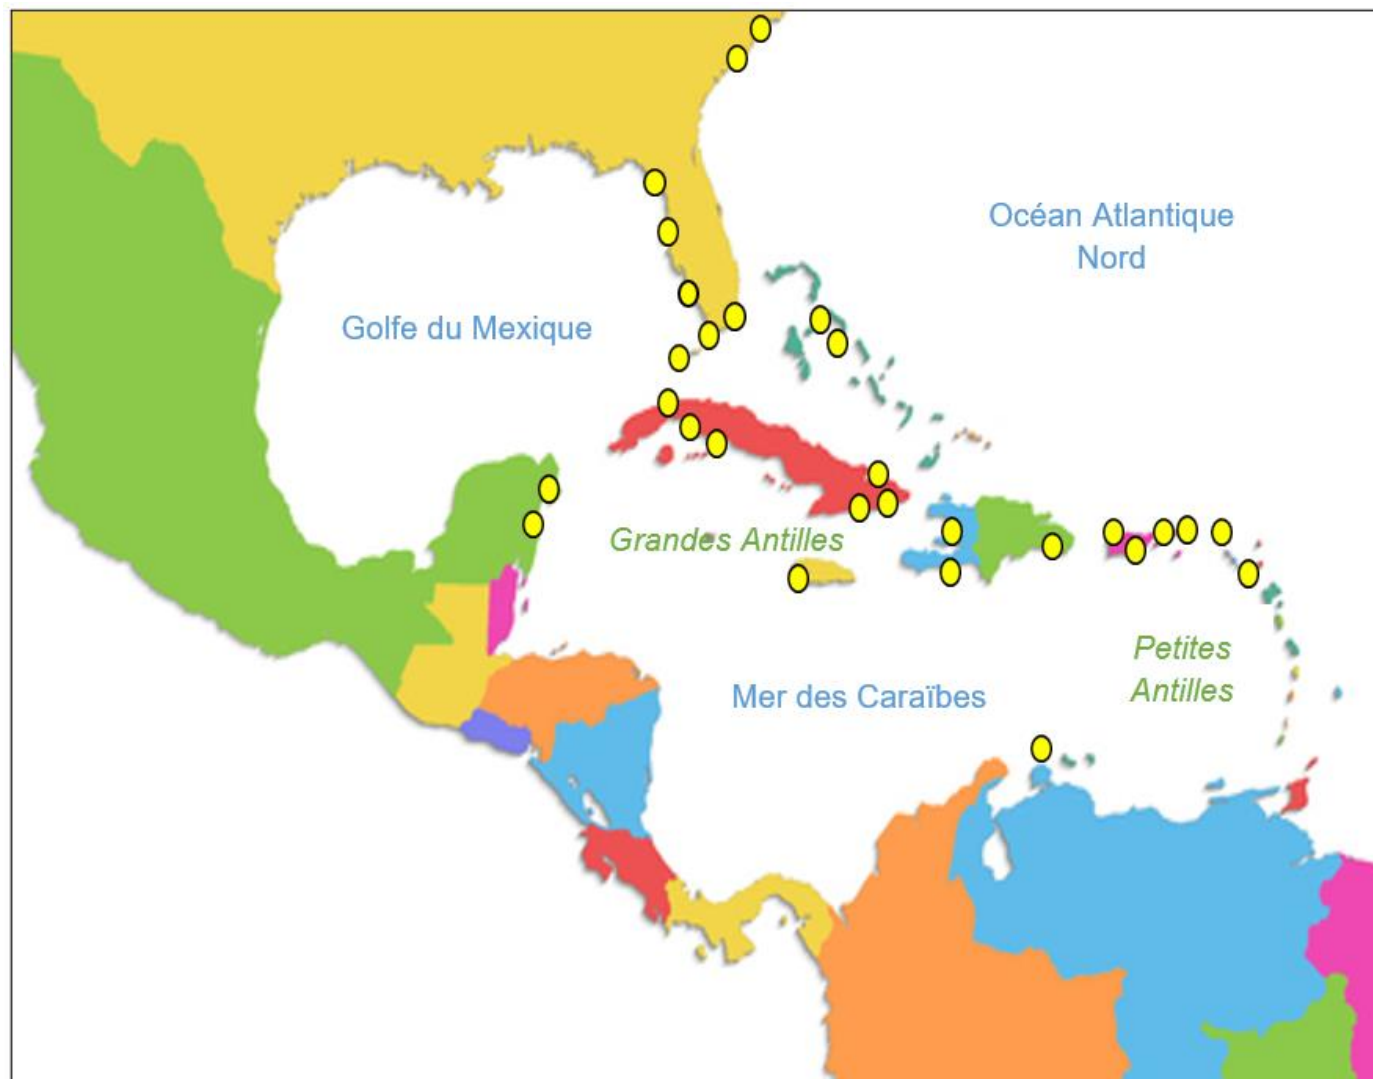 Océan Atlantique
Nord
Golfe du Mexique
Grandes Antilles
Petites
Antilles
Mer des Caraïbes